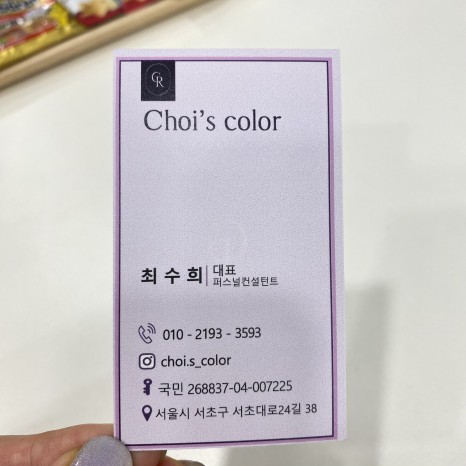 CR
Choi's color
최 수 희 | 대표
퍼스널컨설턴트
010 - 2193 - 3593
choi.s_color
국민 268837-04-007225
서울시 서초구 서초대로24길 38